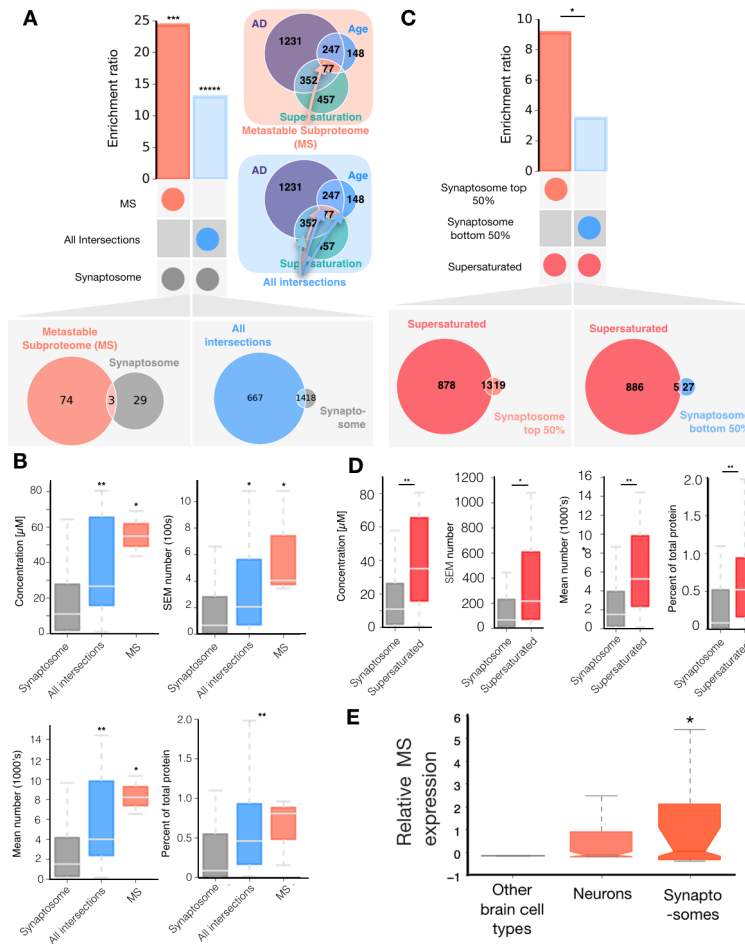 A
Enrichment ratio
25
20
15
10
5
0
***
*****
MS
All Intersections
Synaptosome
AD
Age
1231
247
148
77
352
457
Supersaturation
Metastable Subproteome
(MS)
AD
Age
1231
247
148
77
352
457
Supersaturation
All intersections
Metastable
Subproteome (MS)
Synaptosome
74
3
29
All
intersections
667
14
18
Synapto-
some
C
Enrichment ratio
10
8
6
4
2
0
*
Synaptosome top
50%
Synaptosome
bottom 50%
Supersaturated
Supersaturated
878
13
19
Synaptosome
top 50%
Supersaturated
886
5
27
Synaptosome
bottom 50%
B
Concentration [µM]
80
60
40
20
0
**
*
Synaptosome
All intersections
MS
SEM number (100s)
12
10
8
6
4
2
0
*
*
Synaptosome
All intersections
MS
Mean number (1000's)
14
12
10
8
6
4
2
0
**
*
Synaptosome
All intersections
MS
Percent of total protein
2.0
1.5
1.0
0.5
0.0
**
Synaptosome
All intersections
MS
D
Concentration [µM]
80
60
40
20
0
**
Synaptosome
Supersaturated
SEM number
1200
1000
800
600
400
200
0
*
Synaptosome
Supersaturated
Mean number (1000's)
16
14
12
10
8
6
4
2
0
**
Synaptosome
Supersaturated
Percent of total protein
2.0
1.5
1.0
0.5
0.0
**
Synaptosome
Supersaturated
E
Relative MS
expression
6
5
4
3
2
1
0
−1
*
Other
brain cell
types
Neurons
Synapto
-somes